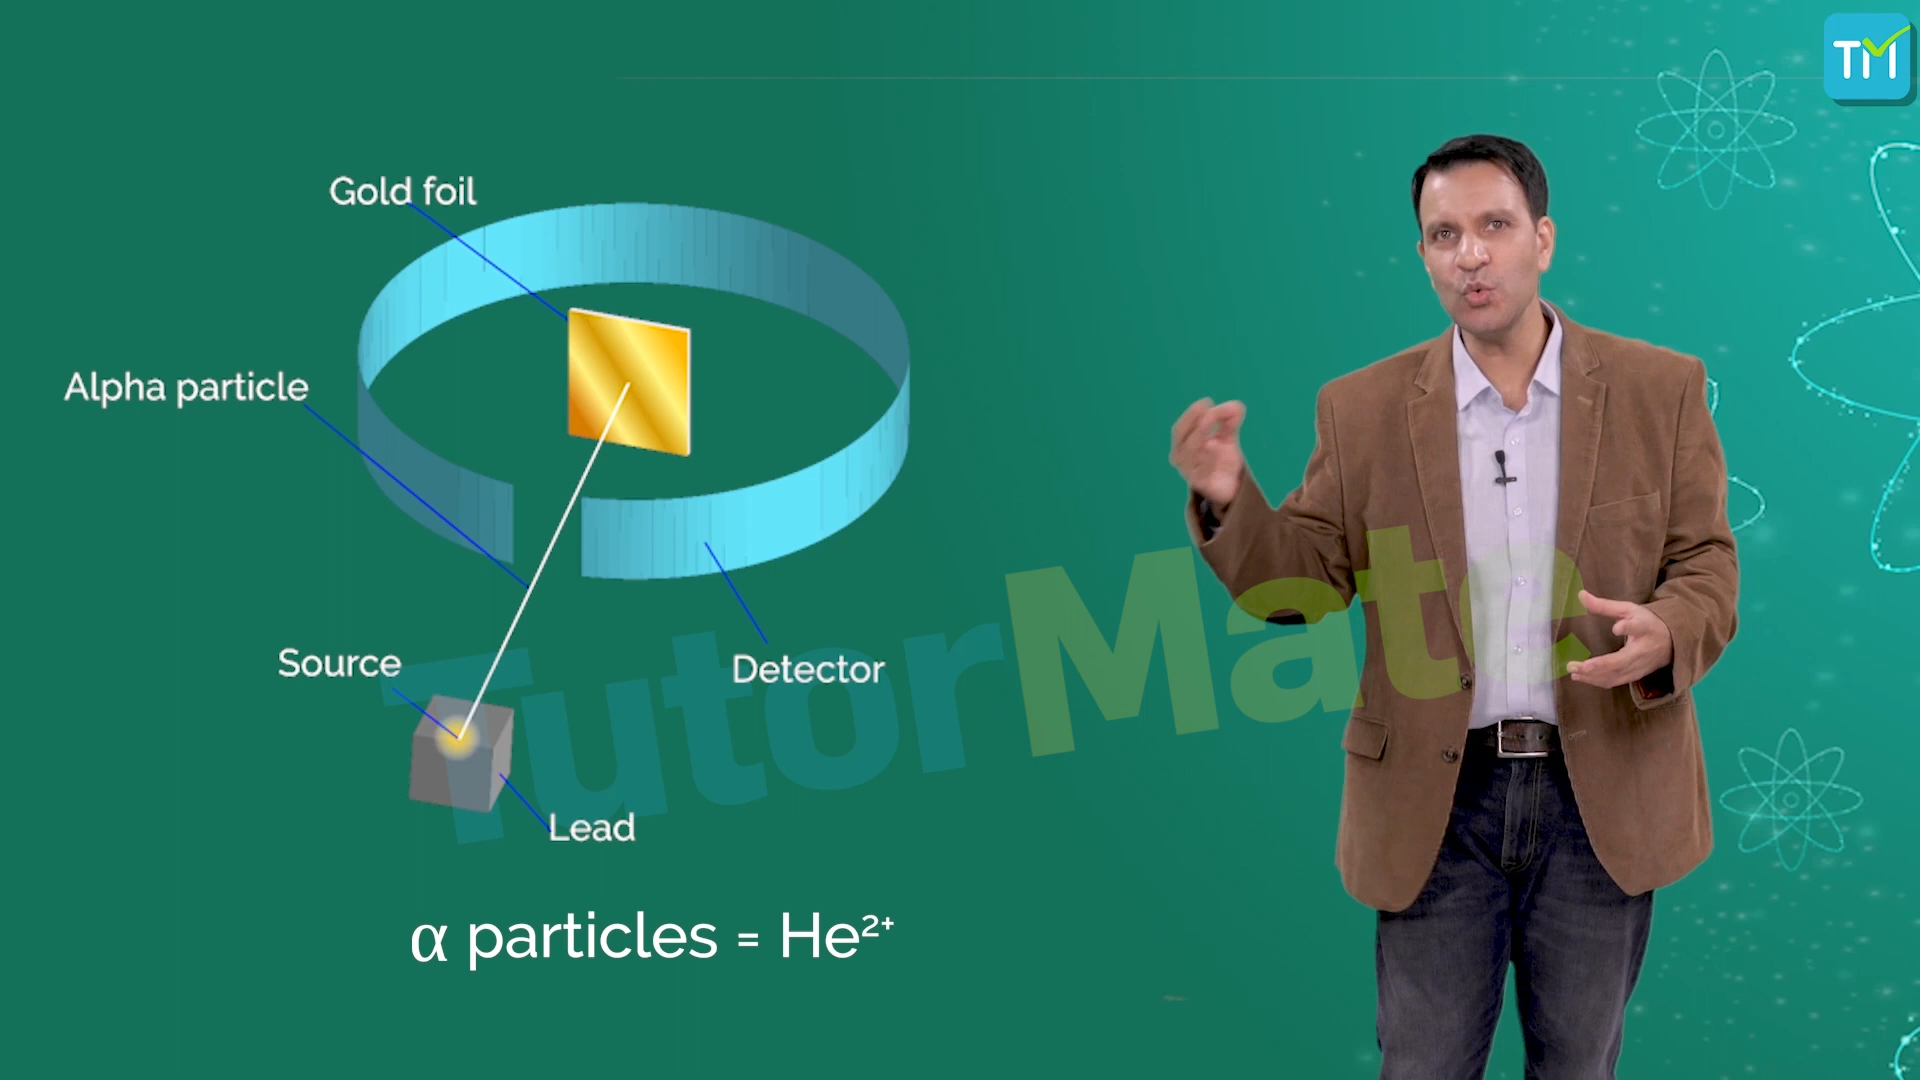 TM
Gold foil
Alpha particle
Source
Detector
Lead
TutorMate
α particles = He²⁺